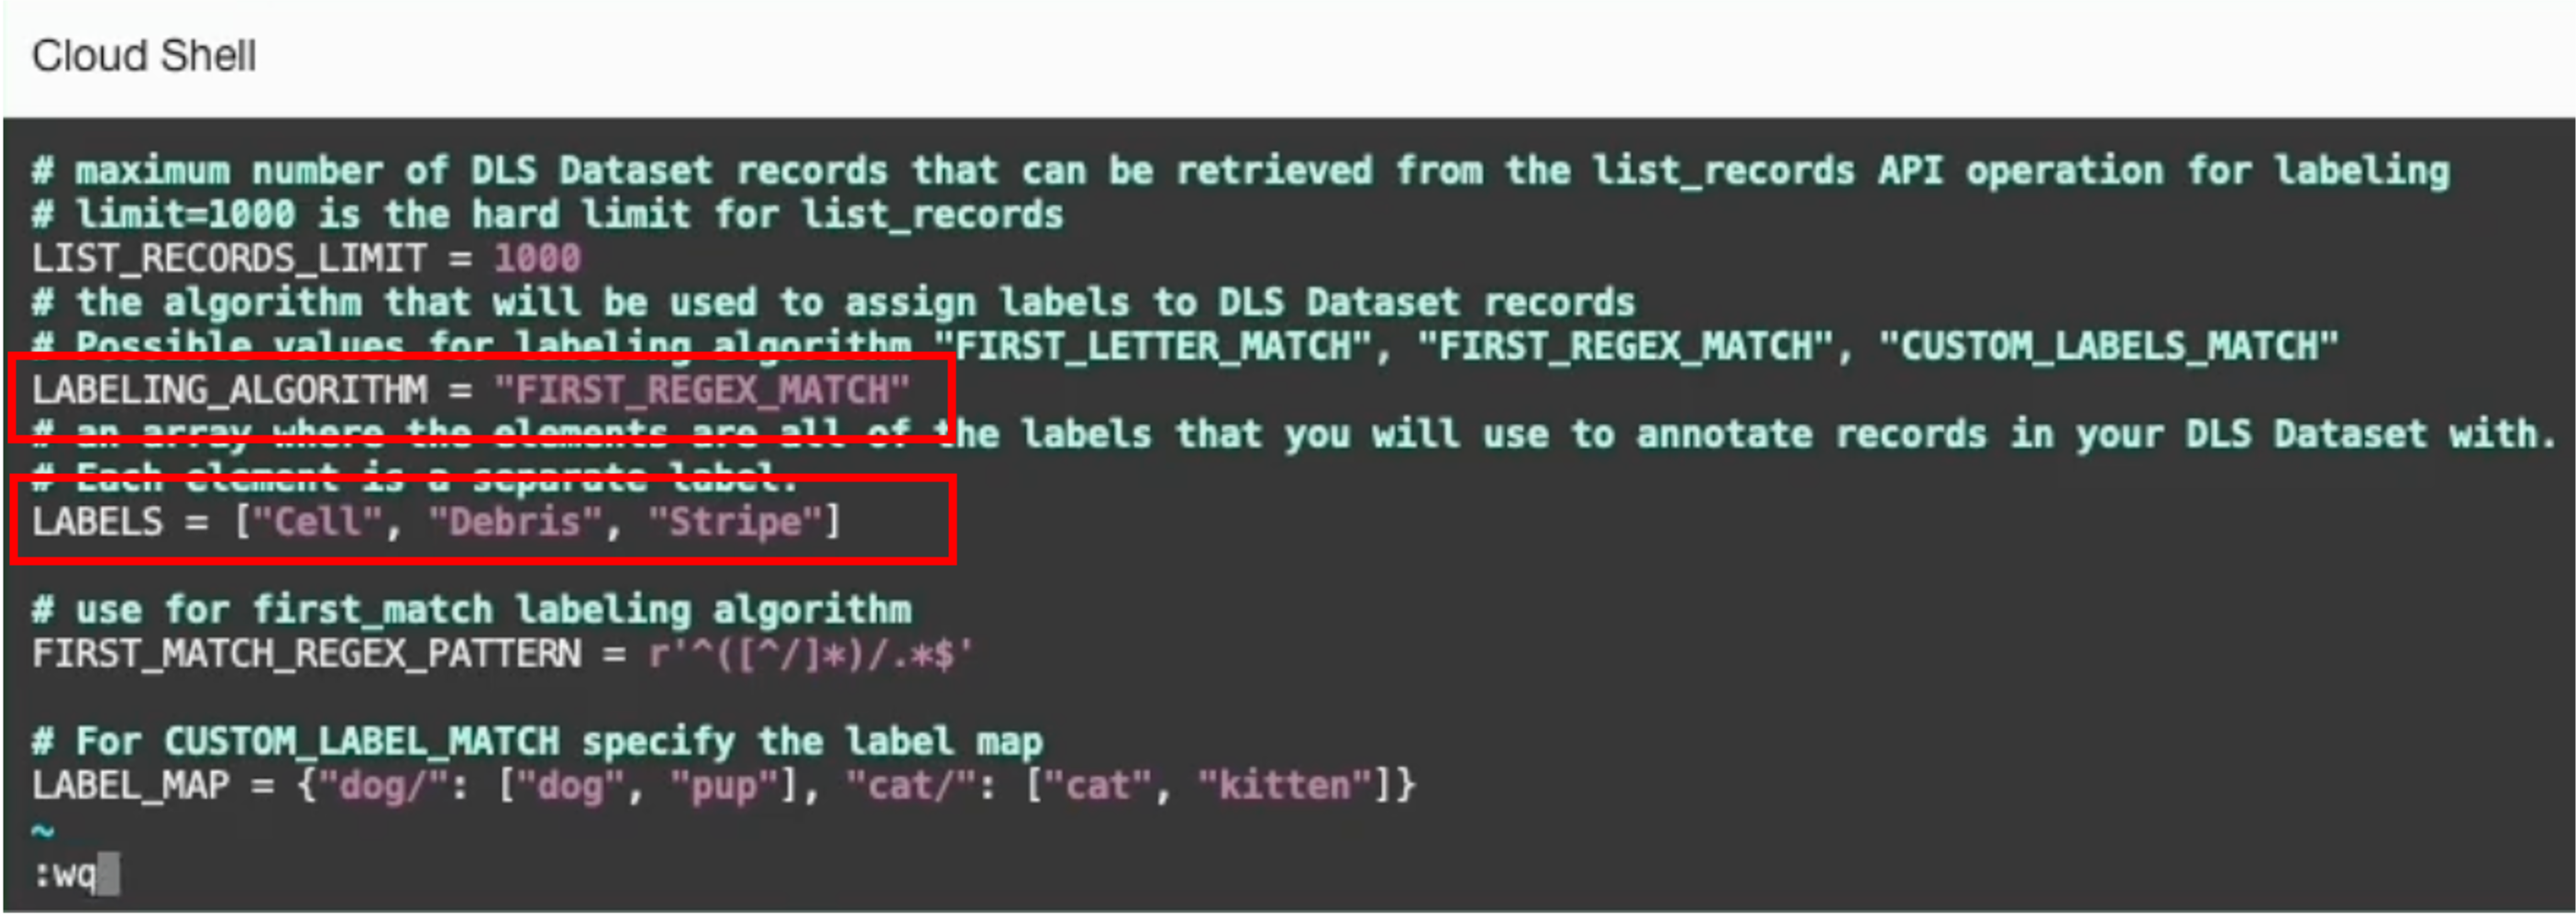 Cloud Shell
# maximum number of DLS Dataset records that can be retrieved from the list_records API operation for labeling
# limit=1000 is the hard limit for list_records
LIST_RECORDS_LIMIT = 1000
# the algorithm that will be used to assign labels to DLS Dataset records
# Possible values for labeling algorithm "FIRST_LETTER_MATCH", "FIRST_REGEX_MATCH", "CUSTOM_LABELS_MATCH"
LABELING_ALGORITHM = "FIRST_REGEX_MATCH"
# an array where the elements are all of the labels that you will use to annotate records in your DLS Dataset with.
# Each element is a separate label.
LABELS = ["Cell", "Debris", "Stripe"]
# use for first_match labeling algorithm
FIRST_MATCH_REGEX_PATTERN = r'^([^/]*)/.*$'
# For CUSTOM_LABEL_MATCH specify the label map
LABEL_MAP = {"dog/": ["dog", "pup"], "cat/": ["cat", "kitten"]}
~
:wq